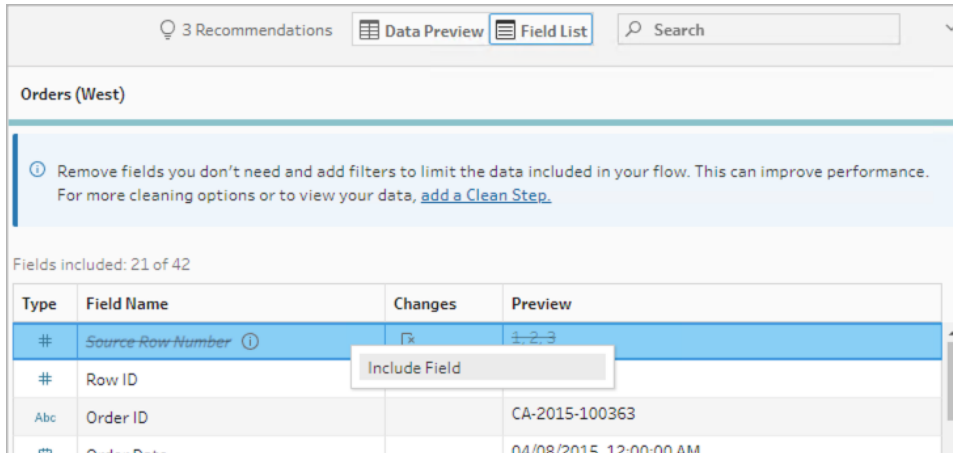 3 Recommendations Data Preview Field List Search
Orders (West)
Remove fields you don't need and add filters to limit the data included in your flow. This can improve performance.
For more cleaning options or to view your data, add a Clean Step.
Fields included: 21 of 42
Type Field Name Changes Preview
# Source Row Number 1, 2, 3
Include Field
# Row ID
Abc Order ID CA-2015-100363
Order Date 04/08/2015, 12:00:00 AM